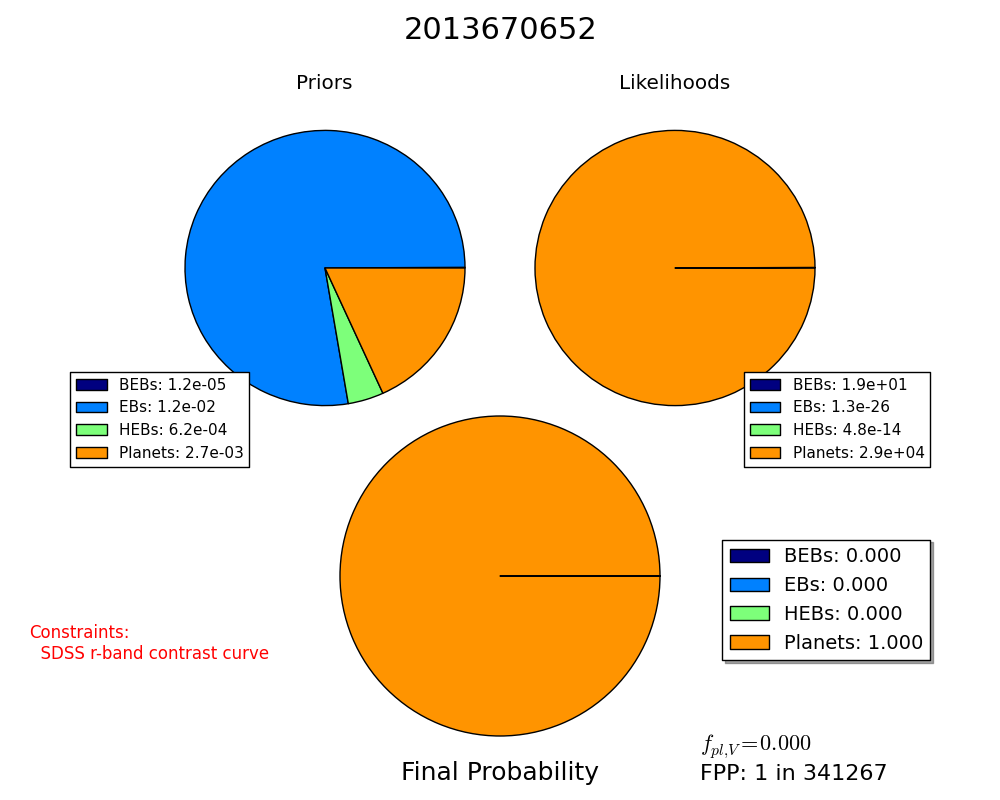 2013670652
Priors
Likelihoods
BEBs: 1.2e-05
EBs: 1.2e-02
HEBs: 6.2e-04
Planets: 2.7e-03
BEBs: 1.9e+01
EBs: 1.3e-26
HEBs: 4.8e-14
Planets: 2.9e+04
BEBs: 0.000
EBs: 0.000
HEBs: 0.000
Planets: 1.000
Constraints:
SDSS r-band contrast curve
f_{pl,V}=0.000
Final Probability
FPP: 1 in 341267